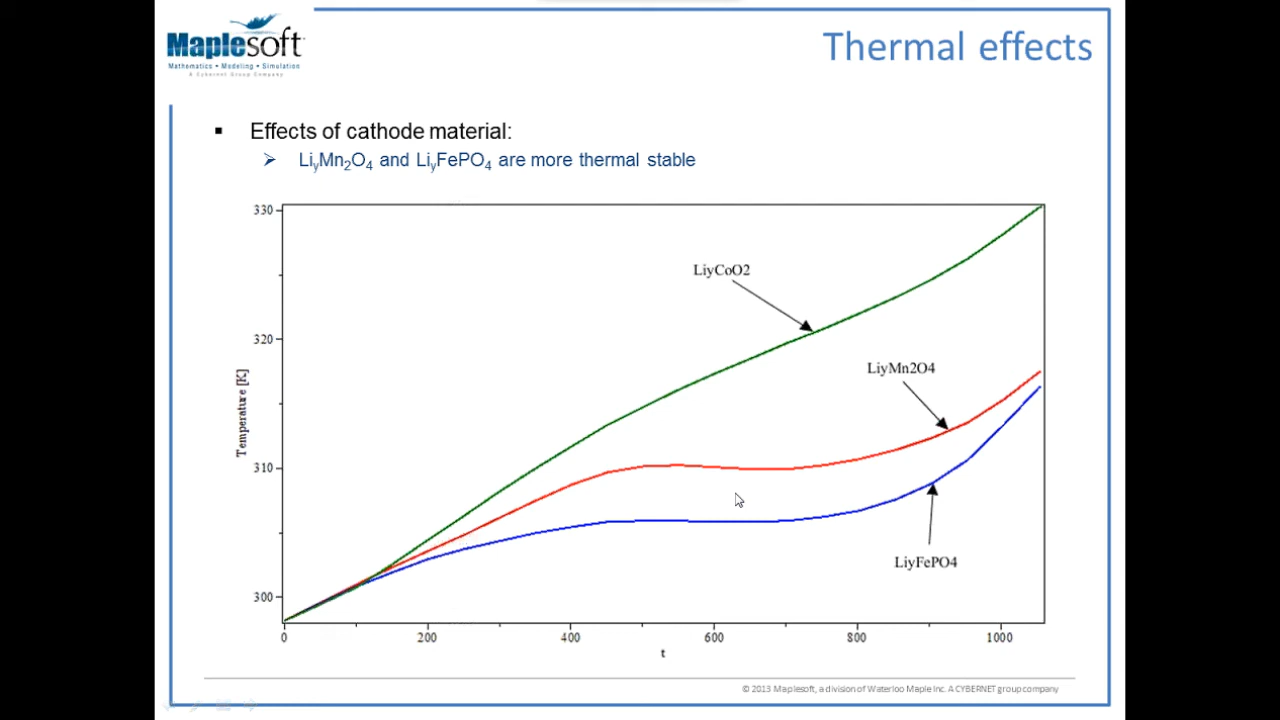 Maplesoft
Mathematics • Modeling • Simulation
A Cybernet Group Company
Thermal effects
▪ Effects of cathode material:
➢ LiyMn2O4 and LiyFePO4 are more thermal stable
330
320
310
300
Temperature [K]
LiyCoO2
LiyMn2O4
LiyFePO4
0 200 400 600 800 1000
t
© 2013 Maplesoft, a division of Waterloo Maple Inc. A CYBERNET group company